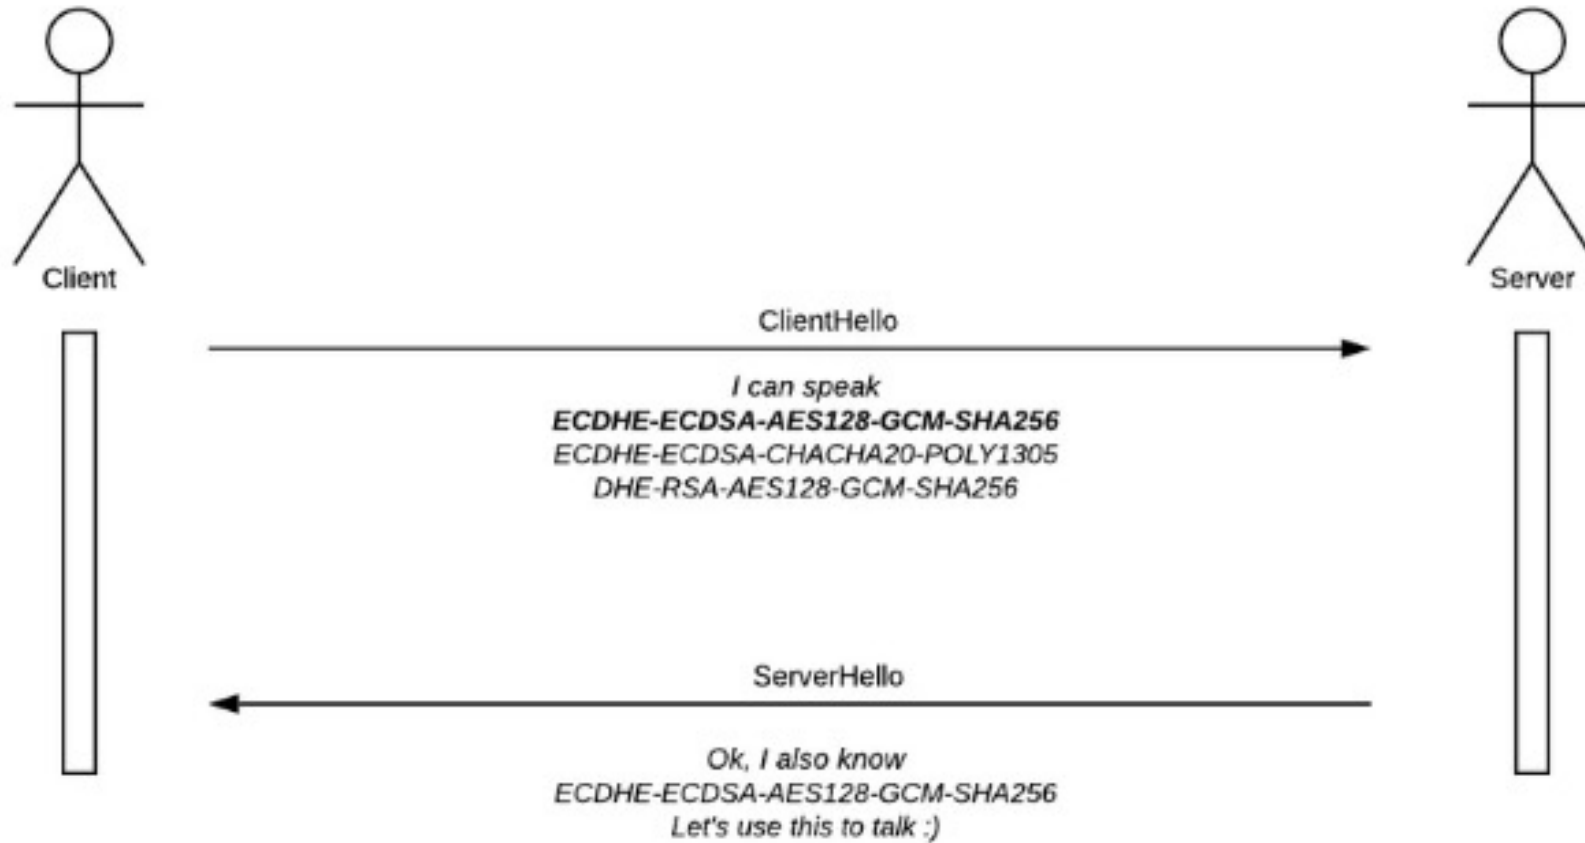 Client
Server
ClientHello
I can speak
ECDHE-ECDSA-AES128-GCM-SHA256
ECDHE-ECDSA-CHACHA20-POLY1305
DHE-RSA-AES128-GCM-SHA256
ServerHello
Ok, I also know
ECDHE-ECDSA-AES128-GCM-SHA256
Let's use this to talk :)